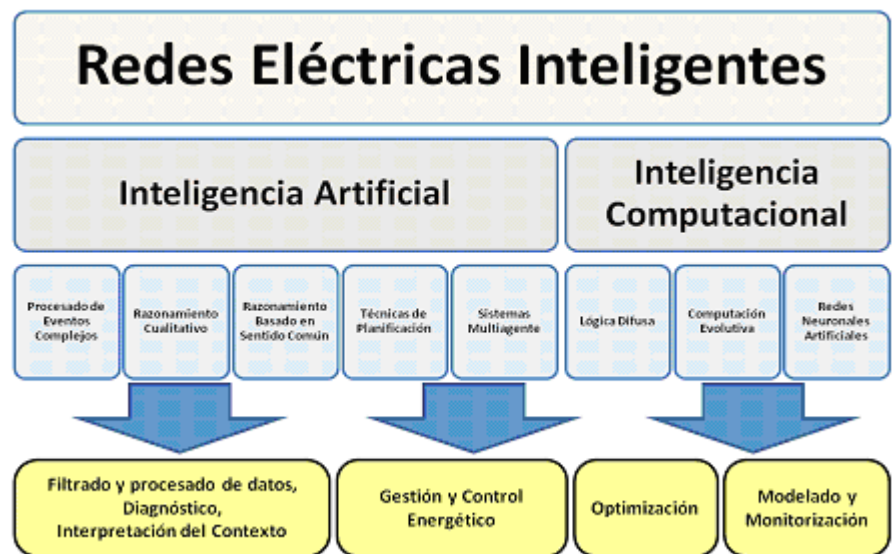 Redes Eléctricas Inteligentes
Inteligencia Artificial
Inteligencia
Computacional
Procesado de
Eventos
Complejos
Razonamiento
Cualitativo
Razonamiento
Basado en
Sentido Común
Técnicas de
Planificación
Sistemas
Multiagente
Lógica Difusa
Computación
Evolutiva
Redes
Neuronales
Artificiales
Filtrado y procesado de datos,
Diagnóstico,
Interpretación del Contexto
Gestión y Control
Energético
Optimización
Modelado y
Monitorización